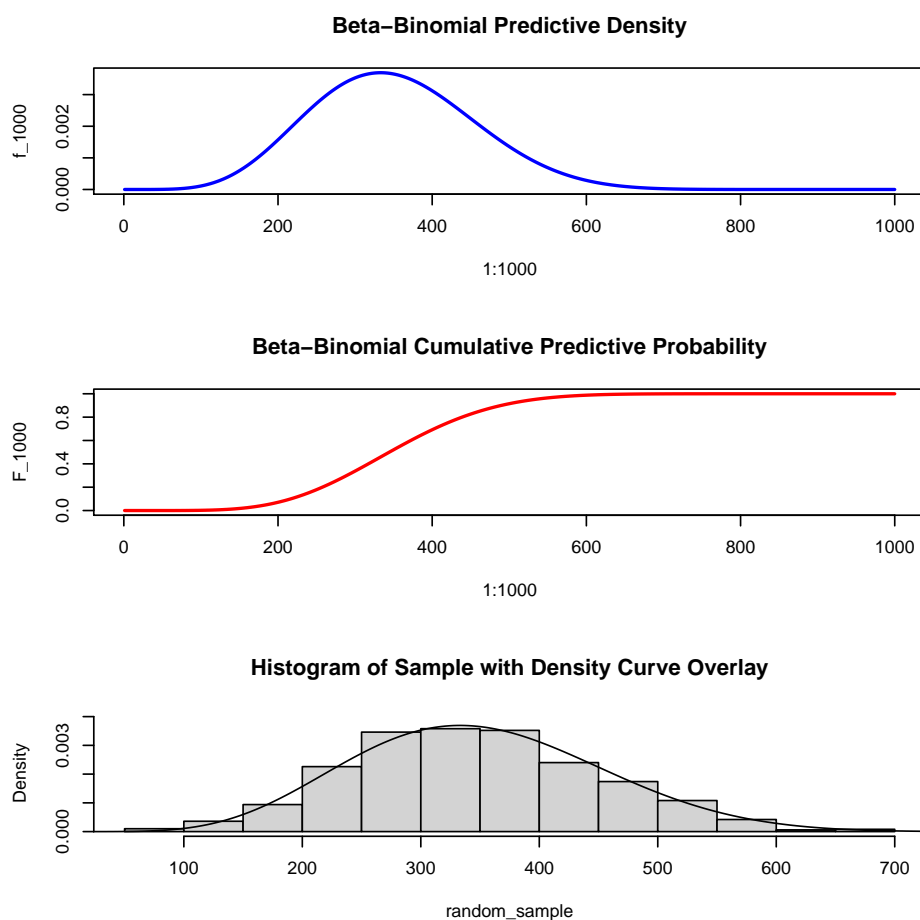 Beta−Binomial Predictive Density
f_1000
0.000
0.002
0 200 400 600 800 1000
1:1000
Beta−Binomial Cumulative Predictive Probability
F_1000
0.0 0.4 0.8
0 200 400 600 800 1000
1:1000
Histogram of Sample with Density Curve Overlay
Density
0.000 0.003
100 200 300 400 500 600 700
random_sample